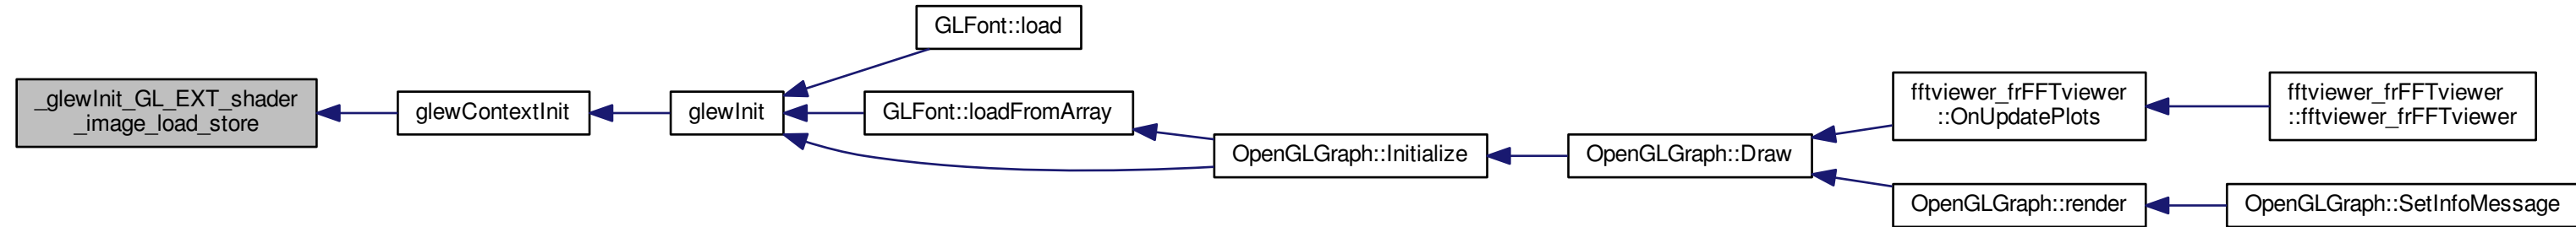 _glewInit_GL_EXT_shader
_image_load_store
glewContextInit
glewInit
GLFont::load
GLFont::loadFromArray
OpenGLGraph::Initialize
OpenGLGraph::Draw
fftviewer_frFFTviewer
::OnUpdatePlots
fftviewer_frFFTviewer
::fftviewer_frFFTviewer
OpenGLGraph::render
OpenGLGraph::SetInfoMessage